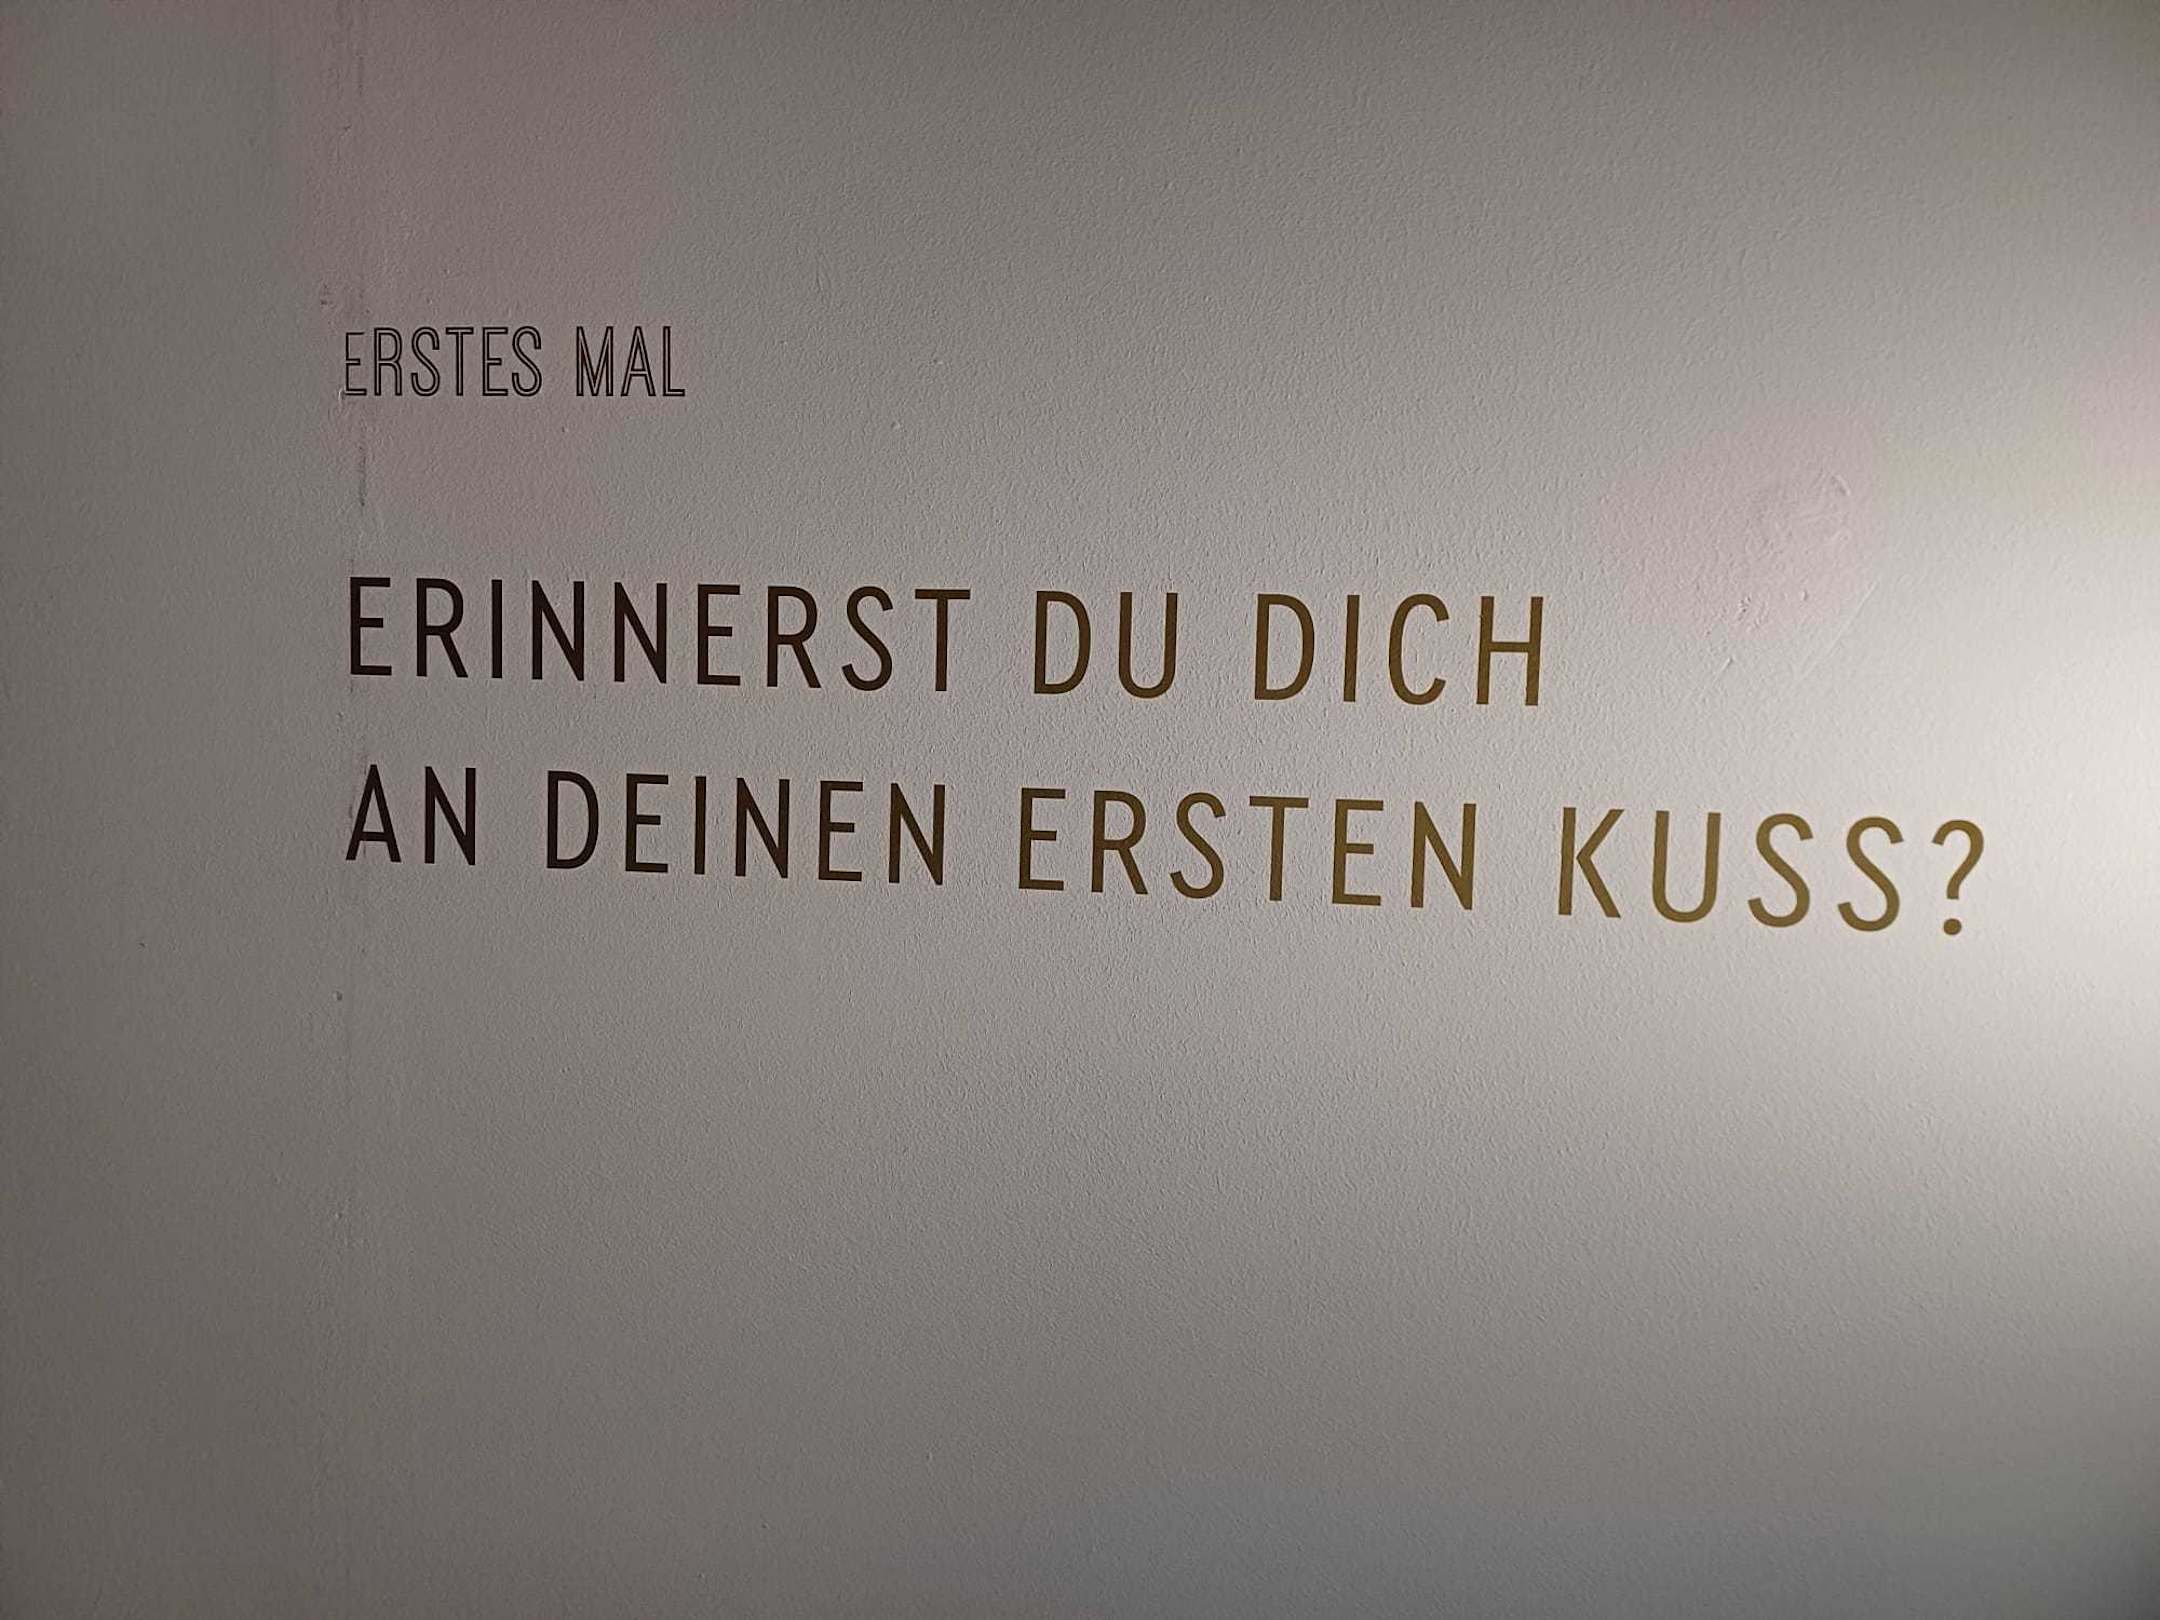 ERSTES MAL
ERINNERST DU DICH
AN DEINEN ERSTEN KUSS?